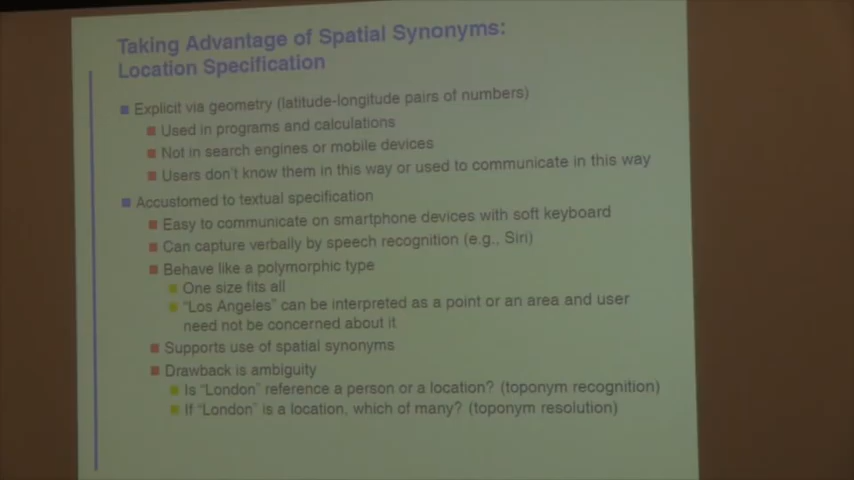 Taking Advantage of Spatial Synonyms:
Location Specification
Explicit via geometry (latitude-longitude pairs of numbers)
Used in programs and calculations
Not in search engines or mobile devices
Users don't know them in this way or used to communicate in this way
Accustomed to textual specification
Easy to communicate on smartphone devices with soft keyboard
Can capture verbally by speech recognition (e.g., Siri)
Behave like a polymorphic type
One size fits all
"Los Angeles" can be interpreted as a point or an area and user
need not be concerned about it
Supports use of spatial synonyms
Drawback is ambiguity
Is "London" reference a person or a location? (toponym recognition)
If "London" is a location, which of many? (toponym resolution)